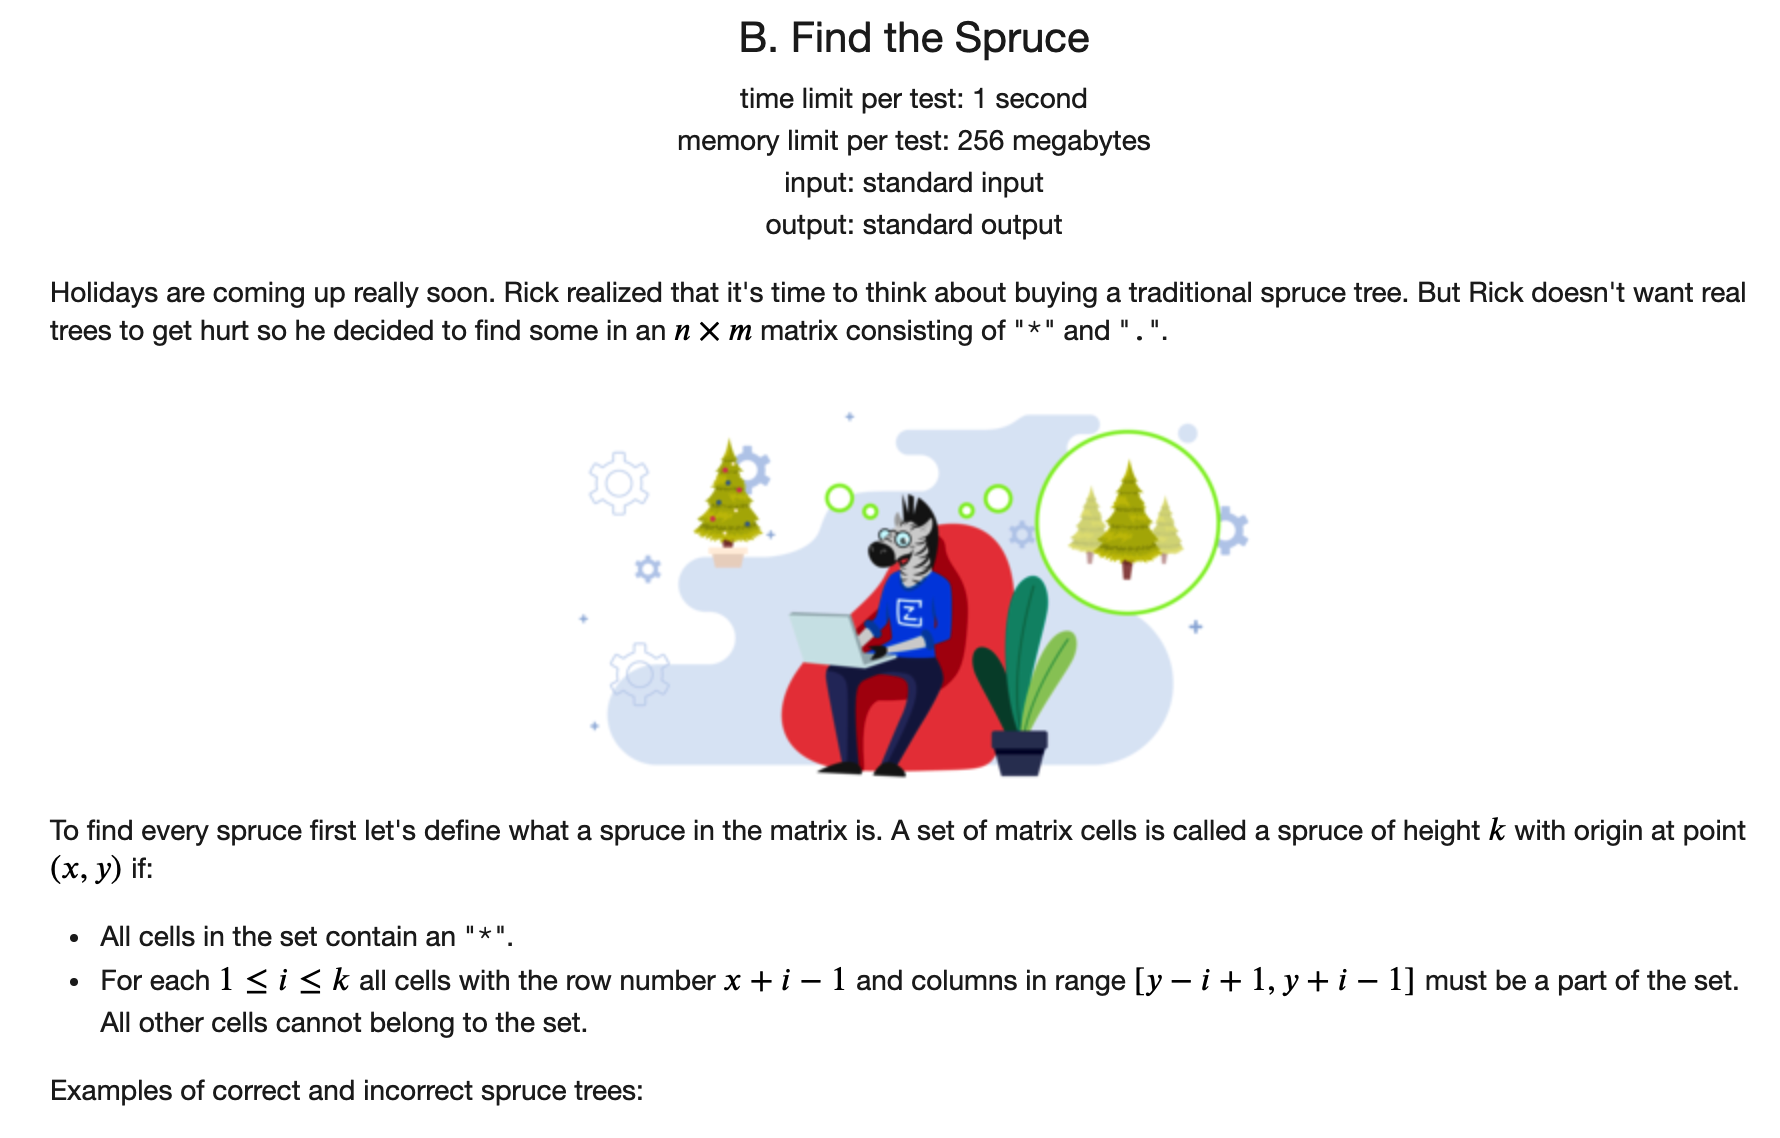 B. Find the Spruce
time limit per test: 1 second
memory limit per test: 256 megabytes
input: standard input
output: standard output
Holidays are coming up really soon. Rick realized that it's time to think about buying a traditional spruce tree. But Rick doesn't want real
trees to get hurt so he decided to find some in an n × m matrix consisting of "*" and ".".
Z
To find every spruce first let's define what a spruce in the matrix is. A set of matrix cells is called a spruce of height k with origin at point
(x, y) if:
• All cells in the set contain an "*".
• For each 1 ≤ i ≤ k all cells with the row number x + i − 1 and columns in range [y − i + 1, y + i − 1] must be a part of the set.
All other cells cannot belong to the set.
Examples of correct and incorrect spruce trees: